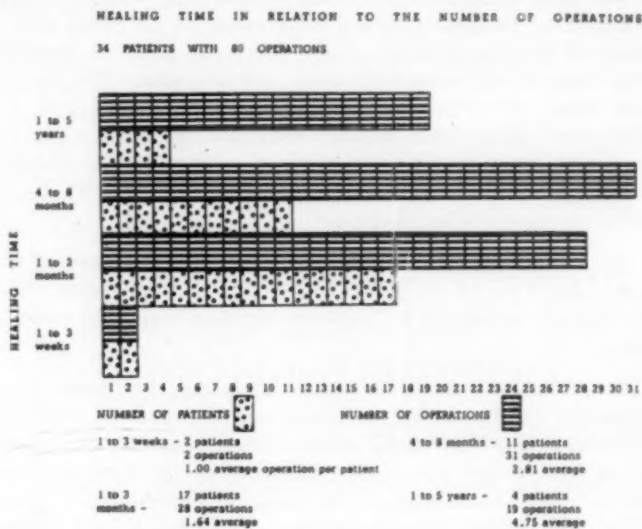 HEALING TIME IN RELATION TO THE NUMBER OF OPERATIONS
34 PATIENTS WITH 80 OPERATIONS
HEALING TIME
1 to 5
years
4 to 8
months
1 to 3
months
1 to 3
weeks
1 2 3 4 5 6 7 8 9 10 11 12 13 14 15 16 17 18 19 20 21 22 23 24 25 26 27 28 29 30 31
NUMBER OF PATIENTS
NUMBER OF OPERATIONS
1 to 3 weeks - 2 patients
2 operations
1.00 average operation per patient
4 to 8 months - 11 patients
31 operations
2.81 average
1 to 3 17 patients
months - 28 operations
1.64 average
1 to 5 years - 4 patients
19 operations
4.75 average